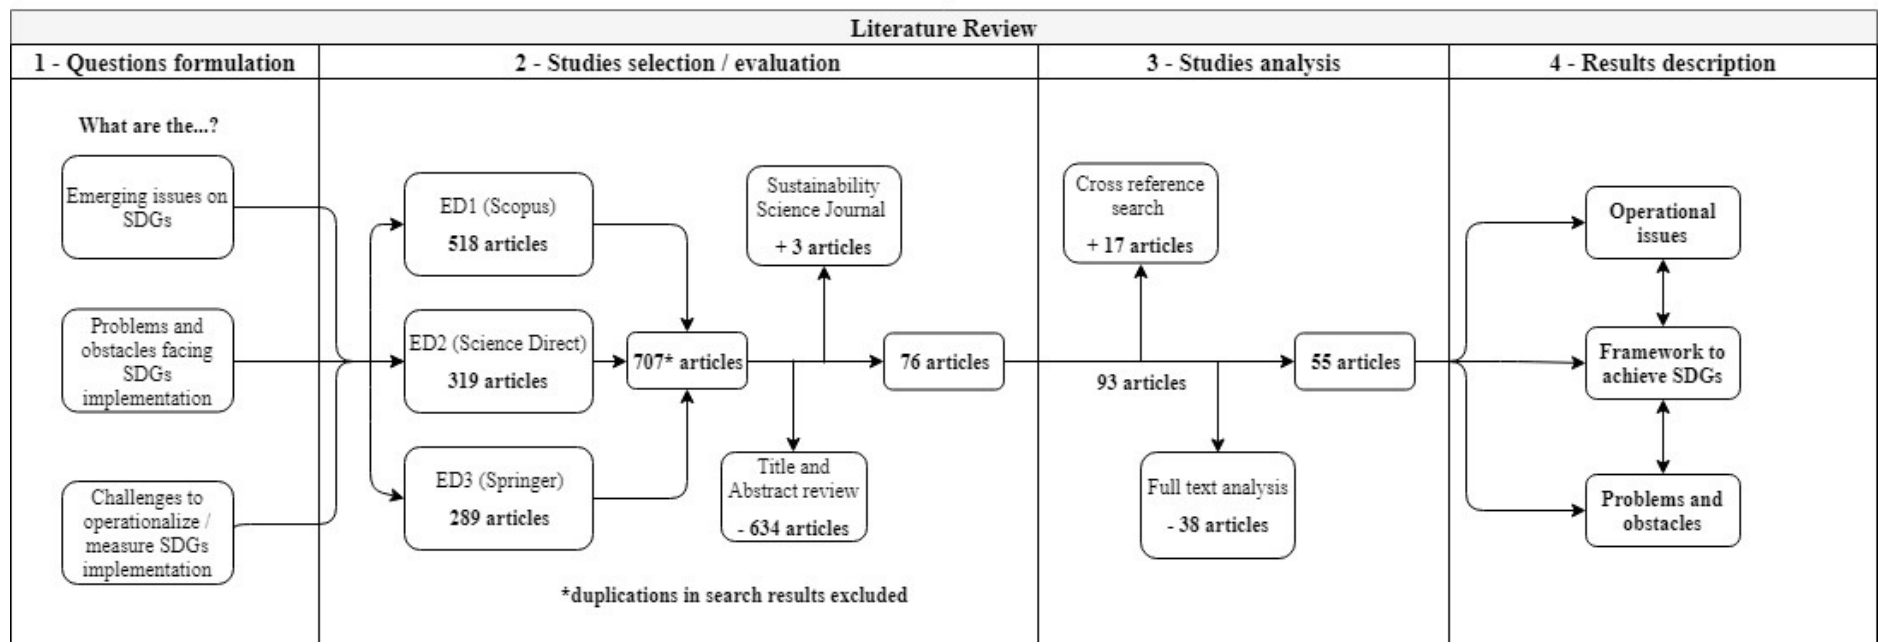 Literature Review
1 - Questions formulation
2 - Studies selection / evaluation
3 - Studies analysis
4 - Results description
What are the...?
Emerging issues on
SDGs
Problems and
obstacles facing
SDGs
implementation
Challenges to
operationalize /
measure SDGs
implementation
ED1 (Scopus)
518 articles
ED2 (Science Direct)
319 articles
ED3 (Springer)
289 articles
707* articles
Sustainability
Science Journal
+ 3 articles
Title and
Abstract review
- 634 articles
76 articles
*duplications in search results excluded
Cross reference
search
+ 17 articles
93 articles
Full text analysis
- 38 articles
55 articles
Operational
issues
Framework to
achieve SDGs
Problems and
obstacles